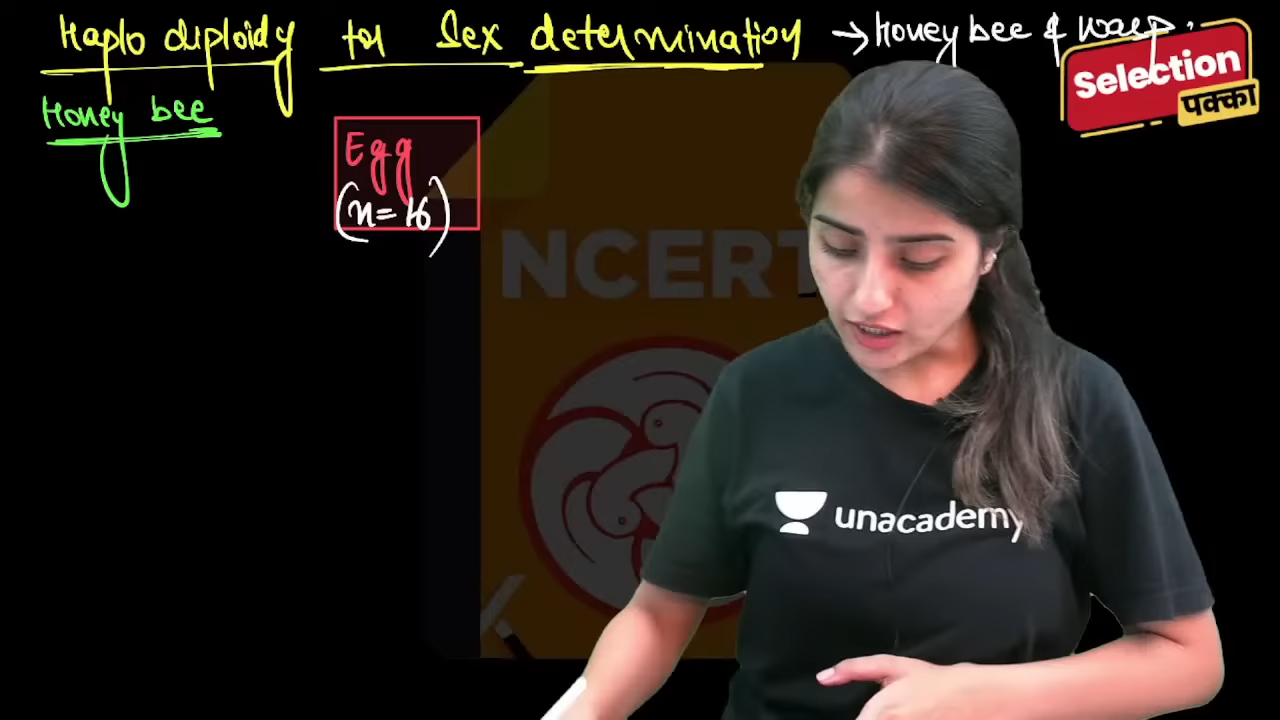 Haplo diploidy for Sex determination → Honey bee & wasp.
Selection
पक्का
Honey bee
Egg
(n=16)
NCERT
unacademy